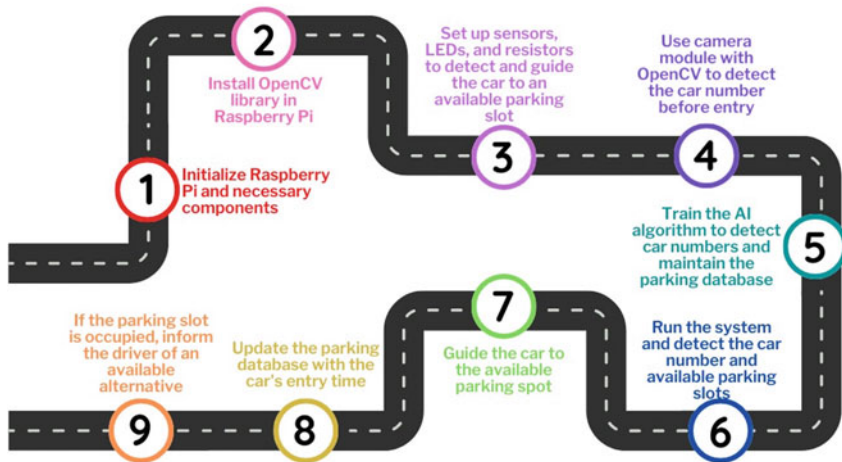 1
Initialize Raspberry
Pi and necessary
components
2
Install OpenCV
library in
Raspberry Pi
3
Set up sensors,
LEDs, and resistors
to detect and guide
the car to an
available parking
slot
4
Use camera
module with
OpenCV to detect
the car number
before entry
5
Train the AI
algorithm to detect
car numbers and
maintain the
parking database
6
Run the system
and detect the car
number and
available parking
slots
7
Guide the car to
the available
parking spot
8
Update the parking
database with the
car's entry time
9
If the parking slot
is occupied, inform
the driver of an
available
alternative